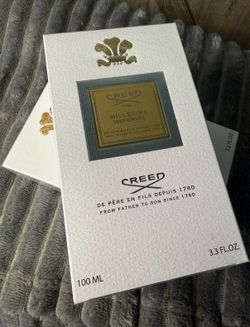 CREED
MILLESIME
IMPERIAL
CREED
DE PÈRE EN FILS DEPUIS 1760
FROM FATHER TO SON SINCE 1760
100 ML
3.3 FL.OZ.